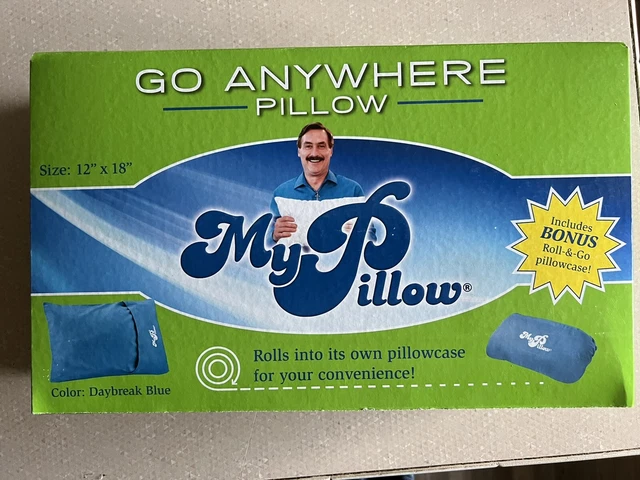 GO ANYWHERE
PILLOW
Size: 12" x 18"
MyPillow®
Includes
BONUS
Roll-&-Go
pillowcase!
MyPillow
Rolls into its own pillowcase
for your convenience!
Color: Daybreak Blue